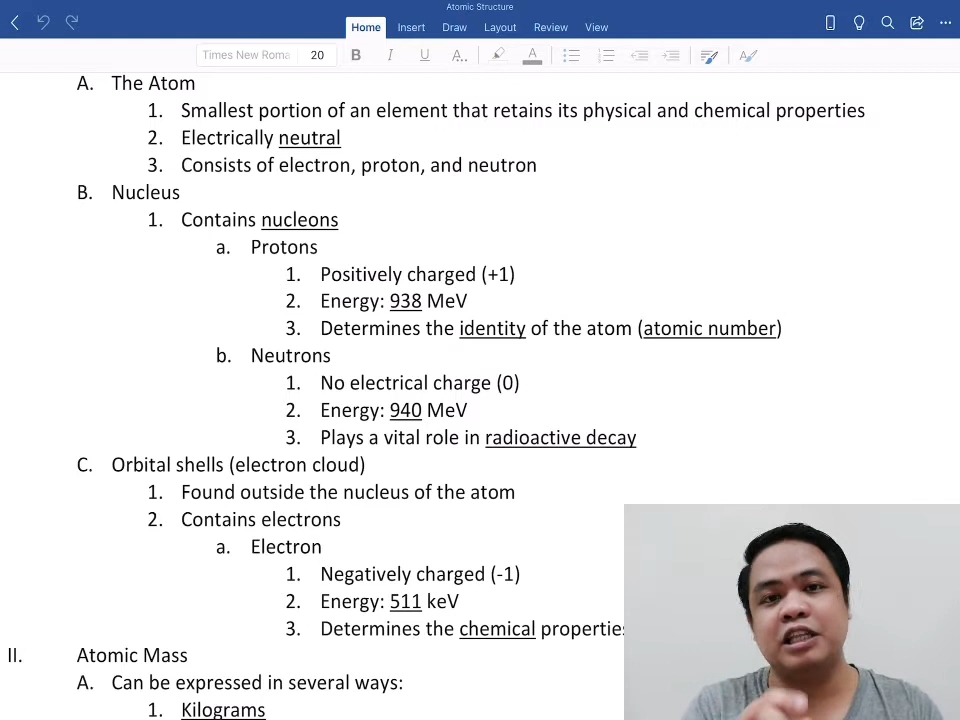 Atomic Structure
Home Insert Draw Layout Review View
Times New Roma 20 B I U A... A
A. The Atom
1. Smallest portion of an element that retains its physical and chemical properties
2. Electrically neutral
3. Consists of electron, proton, and neutron
B. Nucleus
1. Contains nucleons
a. Protons
1. Positively charged (+1)
2. Energy: 938 MeV
3. Determines the identity of the atom (atomic number)
b. Neutrons
1. No electrical charge (0)
2. Energy: 940 MeV
3. Plays a vital role in radioactive decay
C. Orbital shells (electron cloud)
1. Found outside the nucleus of the atom
2. Contains electrons
a. Electron
1. Negatively charged (-1)
2. Energy: 511 keV
3. Determines the chemical properties
II. Atomic Mass
A. Can be expressed in several ways:
1. Kilograms